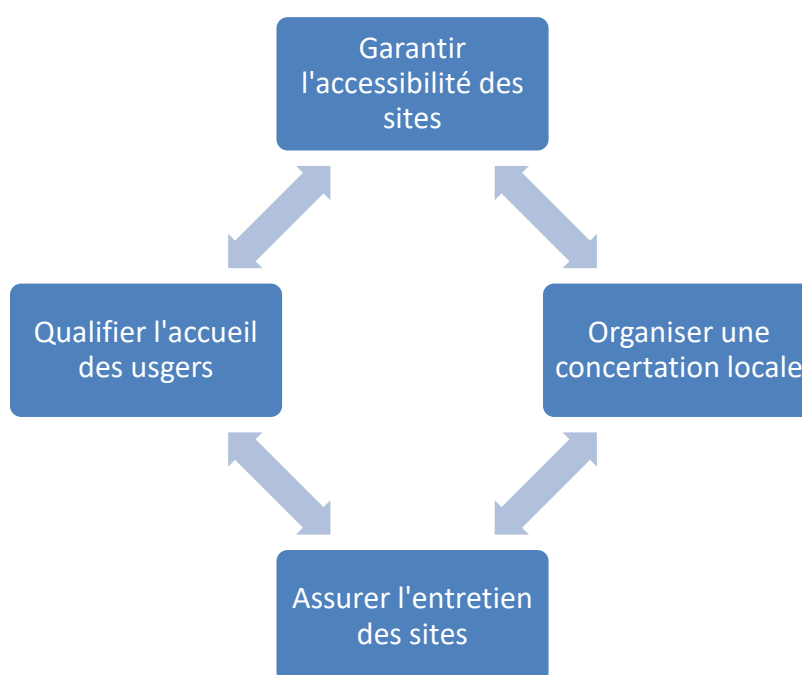 Garantir
l'accessibilité des
sites
Qualifier l'accueil
des usgers
Organiser une
concertation locale
Assurer l'entretien
des sites